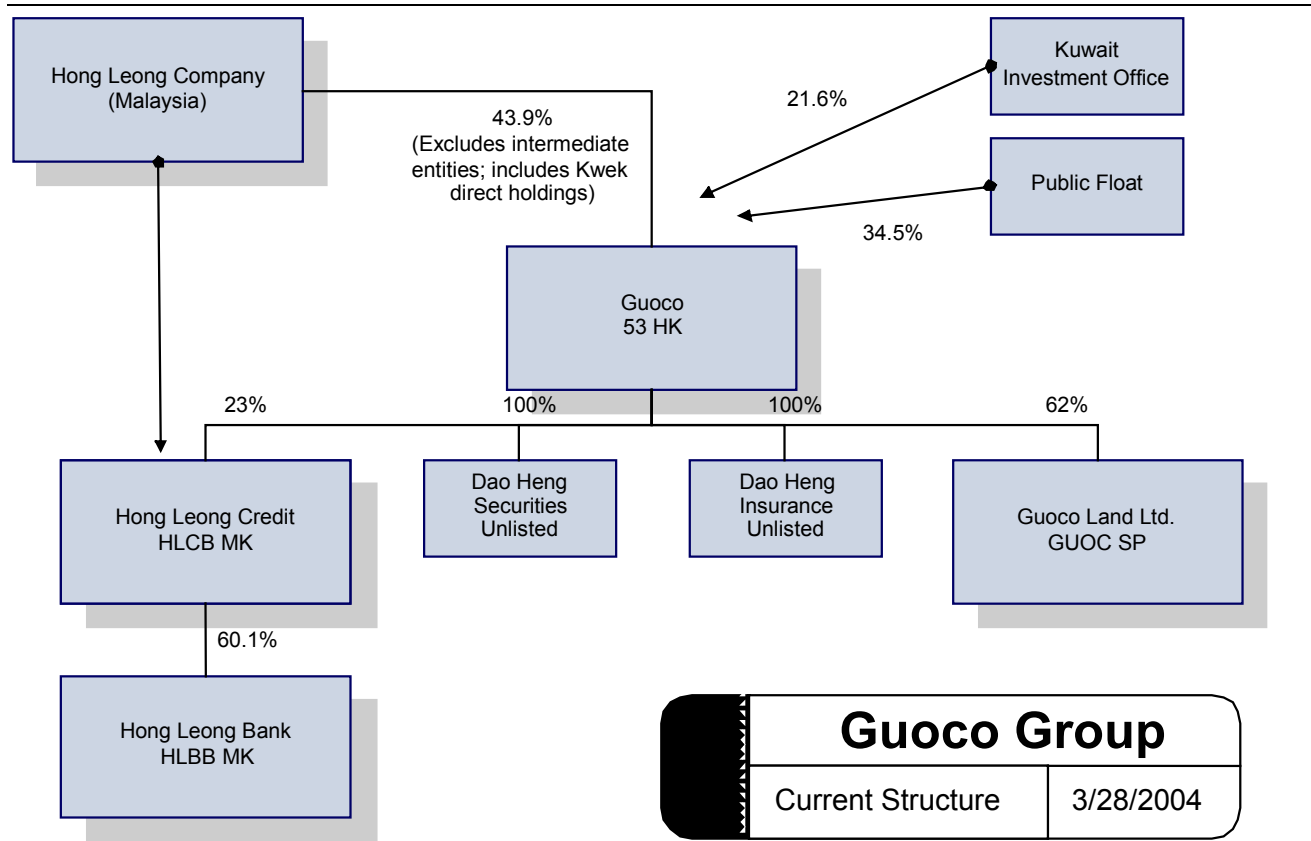 Hong Leong Company
(Malaysia)
Kuwait
Investment Office
43.9%
(Excludes intermediate
entities; includes Kwek
direct holdings)
21.6%
Public Float
34.5%
Guoco
53 HK
23%
100%
100%
62%
Hong Leong Credit
HLCB MK
Dao Heng
Securities
Unlisted
Dao Heng
Insurance
Unlisted
Guoco Land Ltd.
GUOC SP
60.1%
Hong Leong Bank
HLBB MK
Guoco Group
Current Structure
3/28/2004